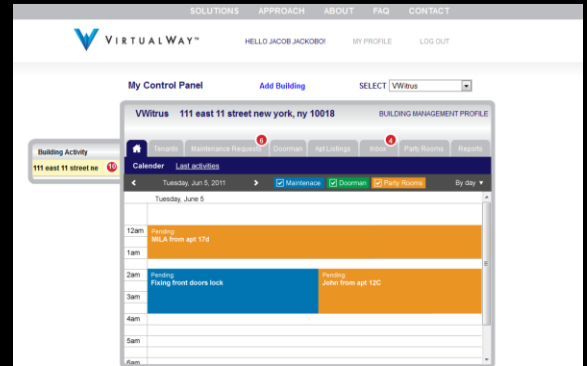 SOLUTIONS APPROACH ABOUT FAQ CONTACT
VIRTUALWAY™ HELLO JACOB JACKOBO! MY PROFILE LOG OUT
My Control Panel Add Building SELECT VWitrus
VWitrus 111 east 11 street new york, ny 10018 BUILDING MANAGEMENT PROFILE
Tenants Maintenance Requests 6 Doorman Apt Listings Inbox 4 Party Rooms Reports
Building Activity
111 east 11 street ne 10
Calender Last activities
Tuesday, Jun 5, 2011 Maintenace Doorman Party Rooms By day
Tuesday, June 5
12am Pending
MILA from apt 17d
1am
2am Pending Pending
Fixing front doors lock John from apt 12C
3am
4am
5am
6am